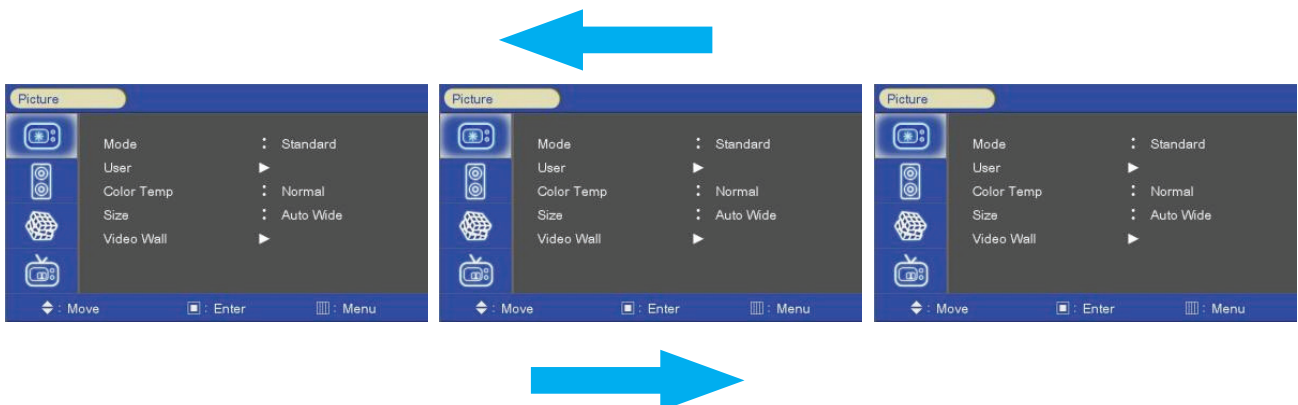 Picture
Mode : Standard
User ▶
Color Temp : Normal
Size : Auto Wide
Video Wall ▶
: Move : Enter : Menu
Picture
Mode : Standard
User ▶
Color Temp : Normal
Size : Auto Wide
Video Wall ▶
: Move : Enter : Menu
Picture
Mode : Standard
User ▶
Color Temp : Normal
Size : Auto Wide
Video Wall ▶
: Move : Enter : Menu